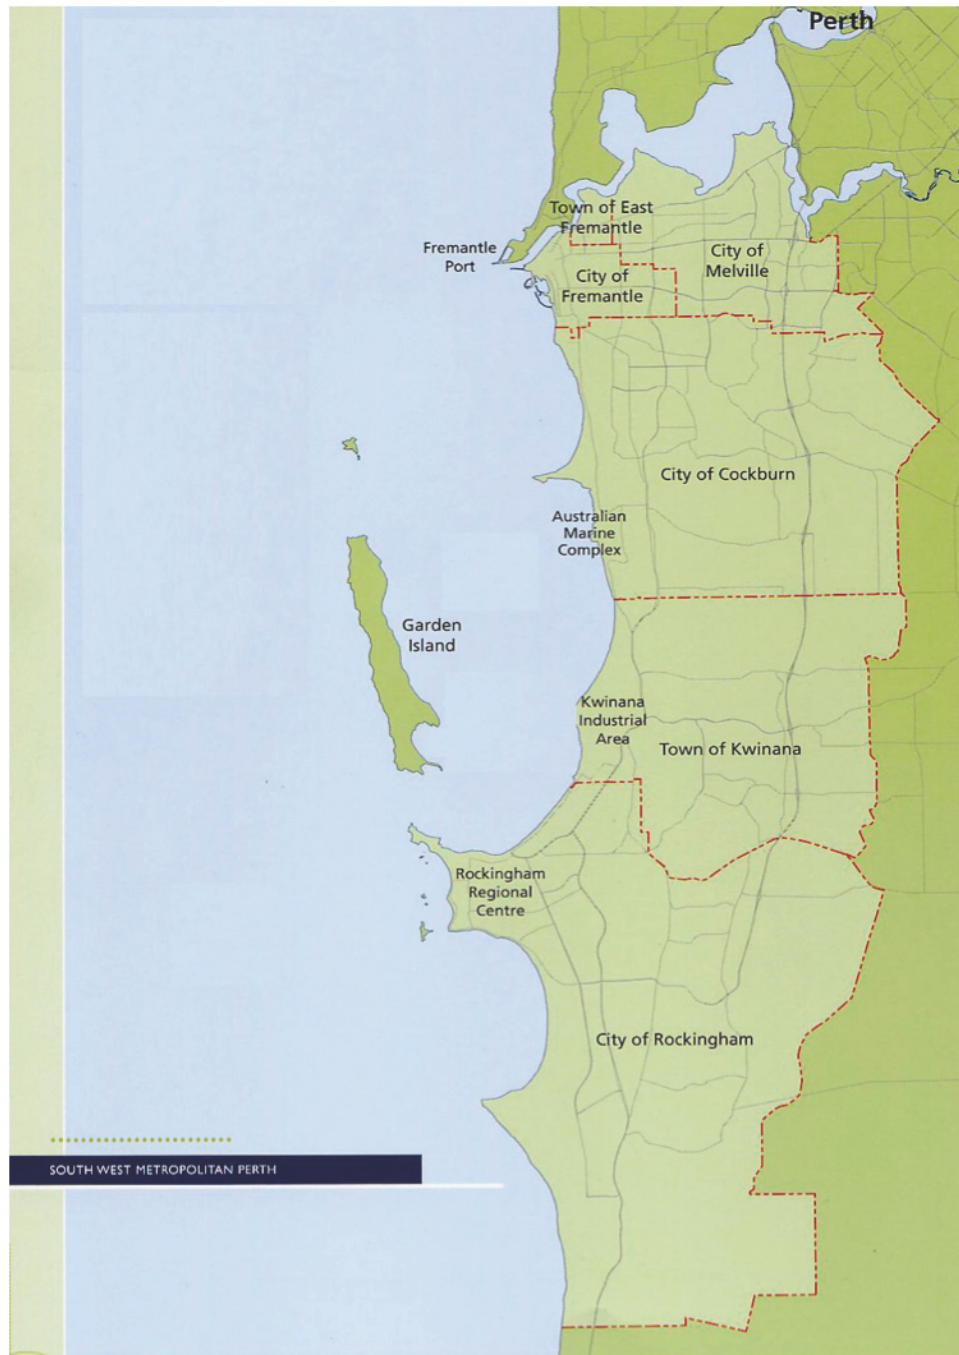 Perth
Town of East
Fremantle
Fremantle
Port
City of
Melville
City of
Fremantle
City of Cockburn
Australian
Marine
Complex
Garden
Island
Kwinana
Industrial
Area
Town of Kwinana
Rockingham
Regional
Centre
City of Rockingham
SOUTH WEST METROPOLITAN PERTH